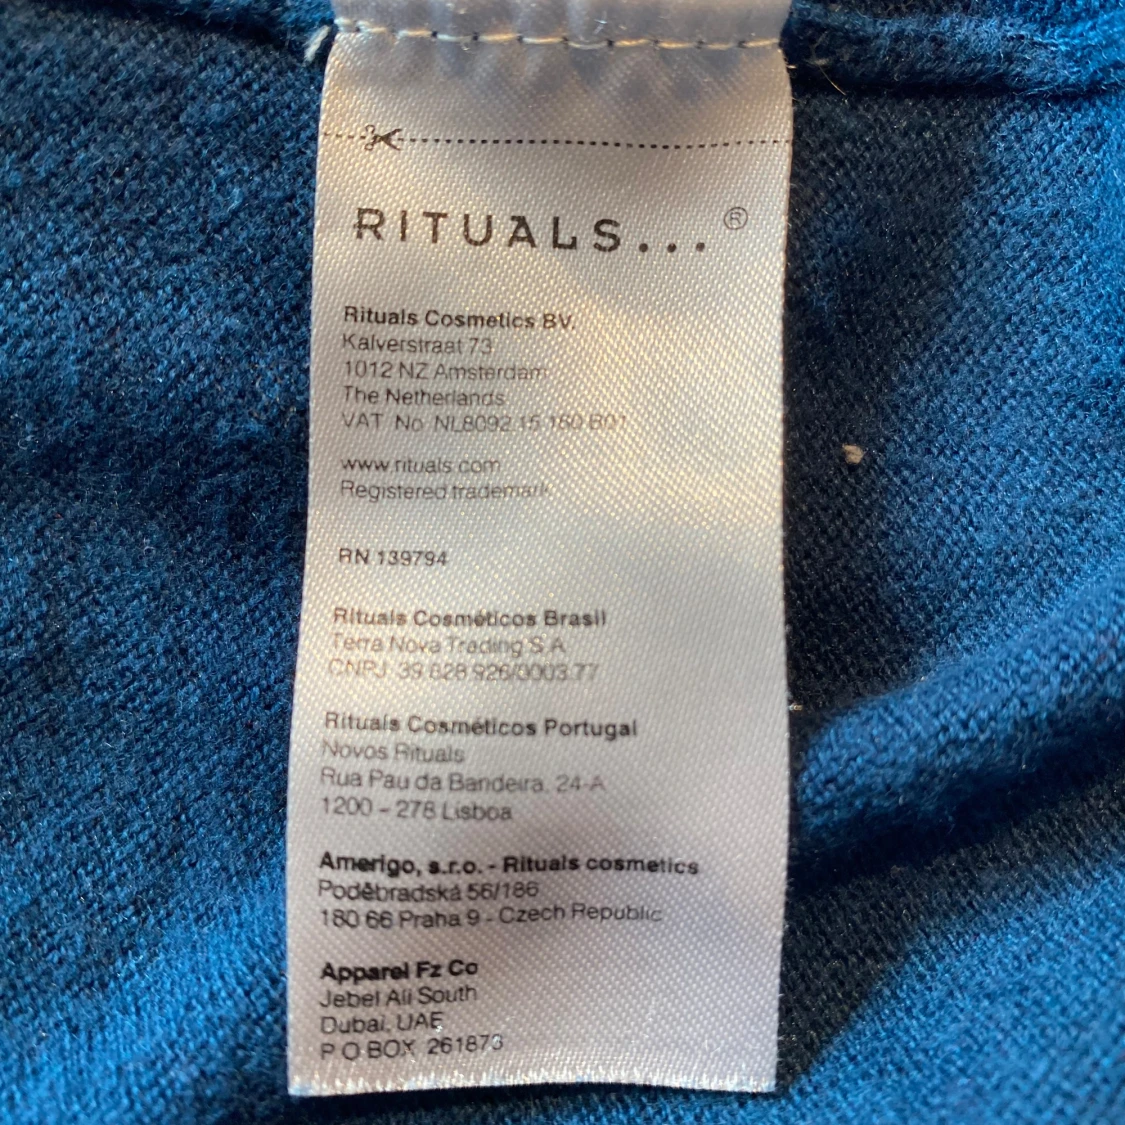 RITUALS...®
Rituals Cosmetics BV.
Kalverstraat 73
1012 NZ Amsterdam
The Netherlands
VAT No NL8092 15 180 B01
www.rituals.com
Registered trademark
RN 139794
Rituals Cosméticos Brasil
Terra Nova Trading S.A
CNPJ 39 628 926/0003.77
Rituals Cosméticos Portugal
Novos Rituals
Rua Pau da Bandeira, 24-A
1200 – 278 Lisboa
Amerigo, s.r.o. - Rituals cosmetics
Poděbradská 56/186
180 66 Praha 9 - Czech Republic
Apparel Fz Co
Jebel Ali South
Dubai, UAE
P O BOX 261873